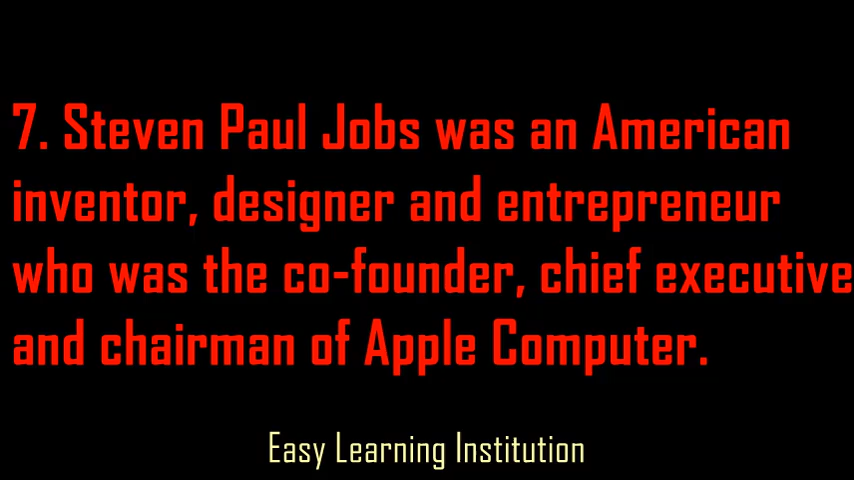 7. Steven Paul Jobs was an American
inventor, designer and entrepreneur
who was the co-founder, chief executive
and chairman of Apple Computer.
Easy Learning Institution